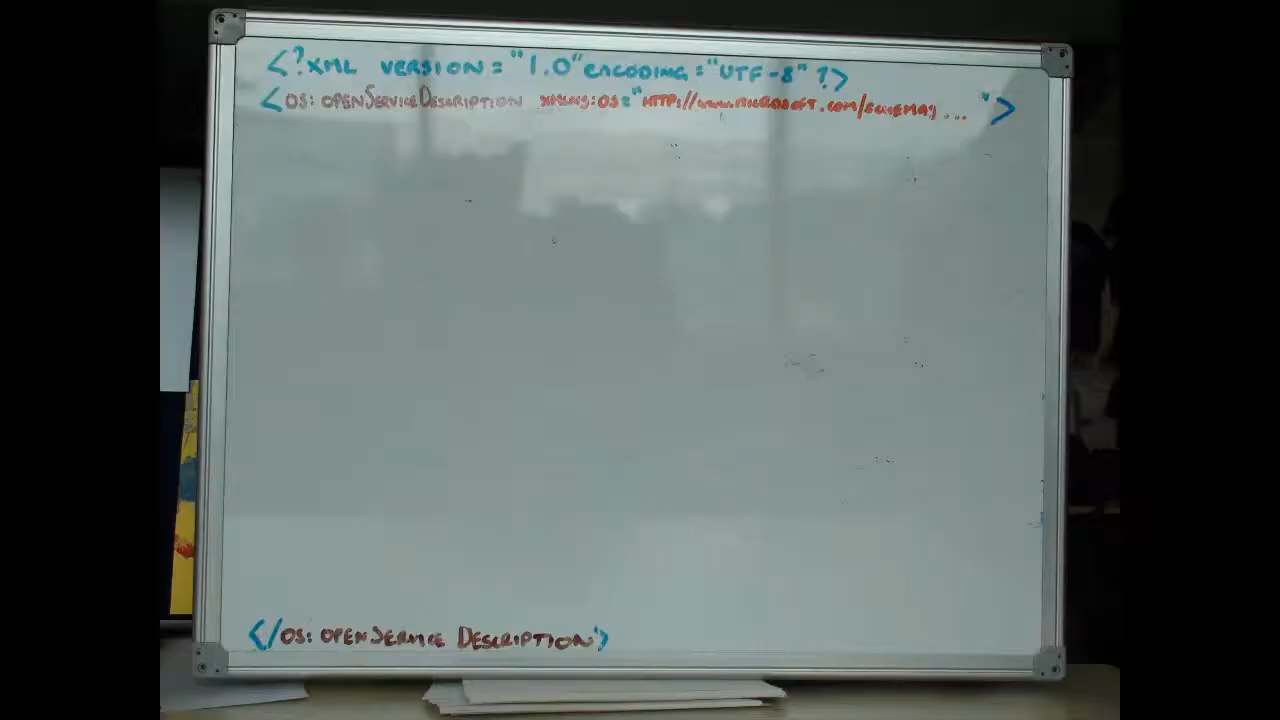 <?XML VERSION="1.0" ENCODING="UTF-8" ?>
<OS: OPENSERVICEDESCRIPTION XMLNS:OS="HTTP://WWW.MICROSOFT.COM/SCHEMAS ... ">
</OS: OPENSERVICE DESCRIPTION>